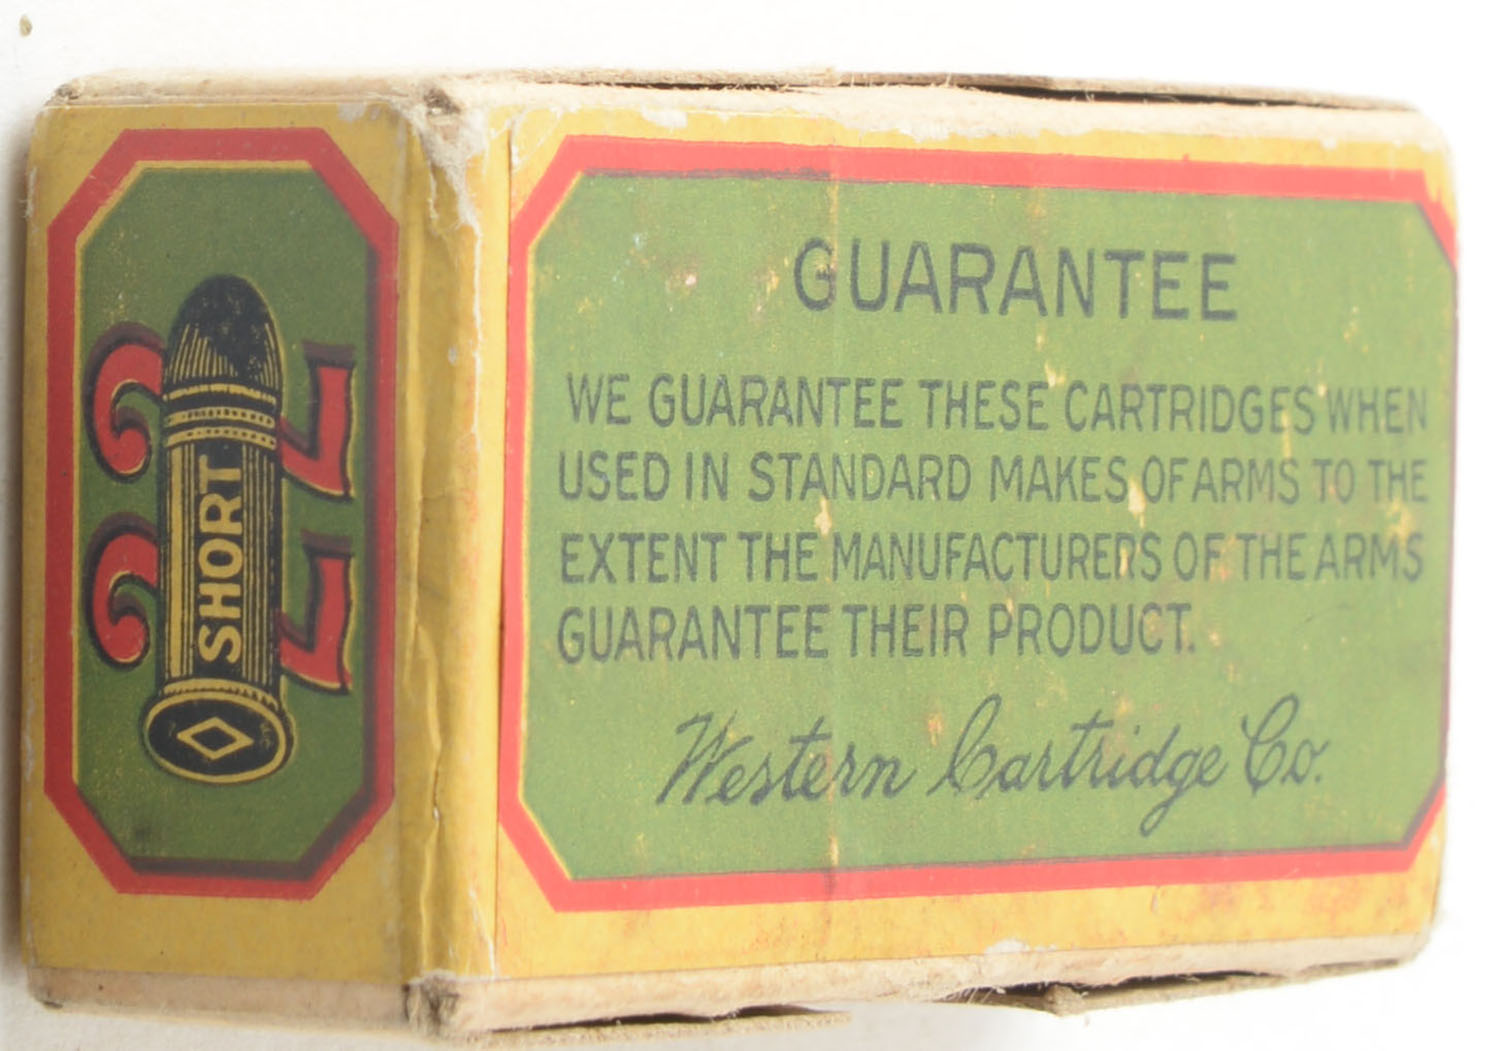 22
SHORT
GUARANTEE
WE GUARANTEE THESE CARTRIDGES WHEN
USED IN STANDARD MAKES OF ARMS TO THE
EXTENT THE MANUFACTURERS OF THE ARMS
GUARANTEE THEIR PRODUCT.
Western Cartridge Co.